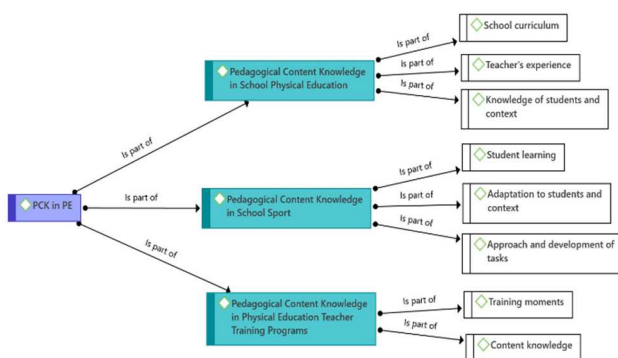 School curriculum
Is part of
Pedagogical Content Knowledge
in School Physical Education
Is part of
Teacher's experience
Is part of
Knowledge of students and
context
Is part of
Student learning
Is part of
PCK in PE
Is part of
Pedagogical Content Knowledge
in School Sport
Is part of
Adaptation to students and
context
Is part of
Approach and development of
tasks
Is part of
Pedagogical Content Knowledge
in Physical Education Teacher
Training Programs
Is part of
Training moments
Is part of
Content knowledge